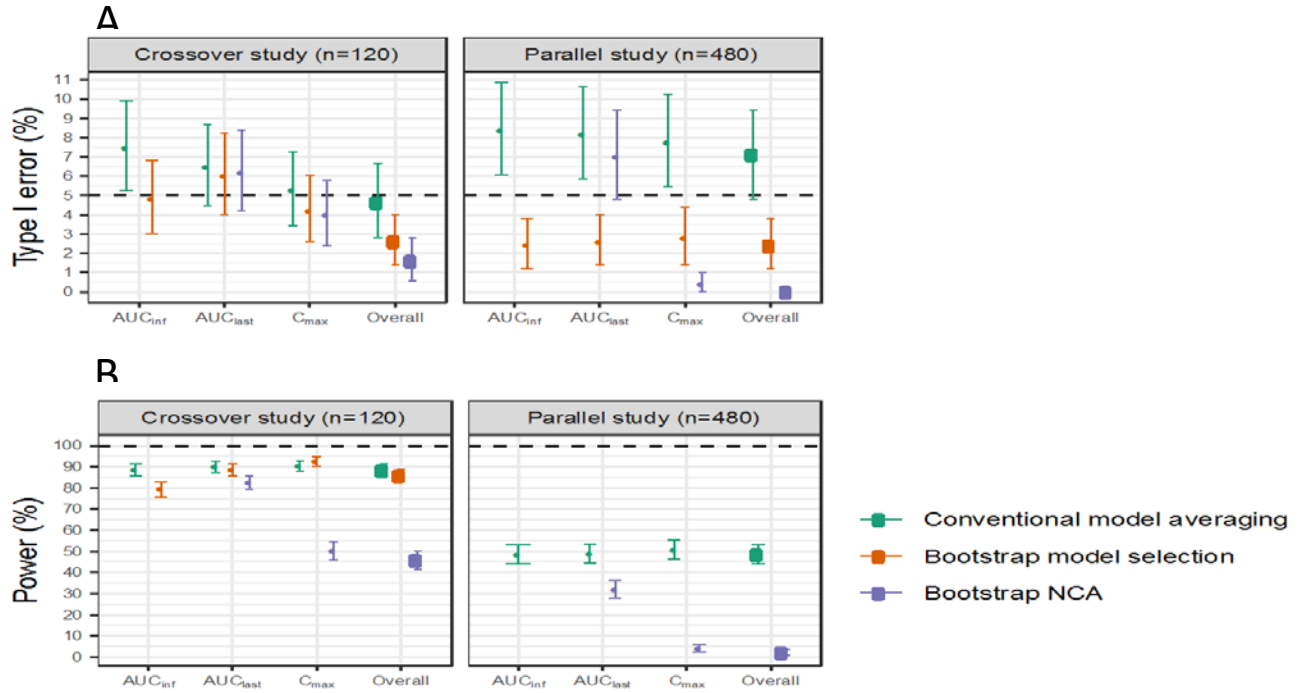 A
Crossover study (n=120)
Parallel study (n=480)
Type I error (%)
11
10
9
8
7
6
5
4
3
2
1
0
AUCinf
AUClast
Cmax
Overall
AUCinf
AUClast
Cmax
Overall
B
Crossover study (n=120)
Parallel study (n=480)
Power (%)
100
90
80
70
60
50
40
30
20
10
0
AUCinf
AUClast
Cmax
Overall
AUCinf
AUClast
Cmax
Overall
Conventional model averaging
Bootstrap model selection
Bootstrap NCA